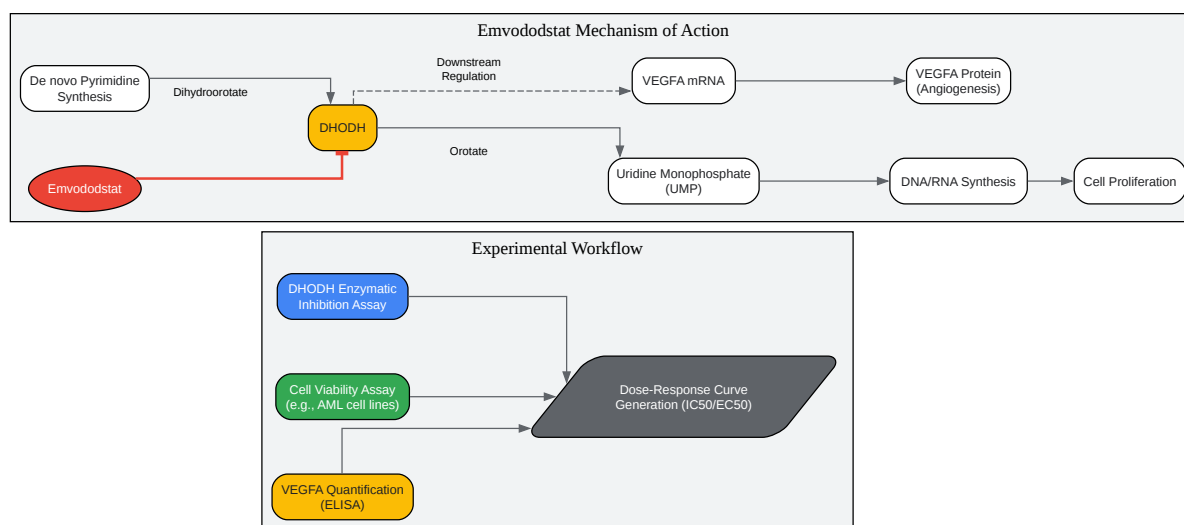 Emvododstat Mechanism of Action
De novo Pyrimidine
Synthesis
Dihydroorotate
Downstream
Regulation
VEGFA mRNA
VEGFA Protein
(Angiogenesis)
DHODH
Orotate
Emvododstat
Uridine Monophosphate
(UMP)
DNA/RNA Synthesis
Cell Proliferation
Experimental Workflow
DHODH Enzymatic
Inhibition Assay
Cell Viability Assay
(e.g., AML cell lines)
Dose-Response Curve
Generation (IC50/EC50)
VEGFA Quantification
(ELISA)